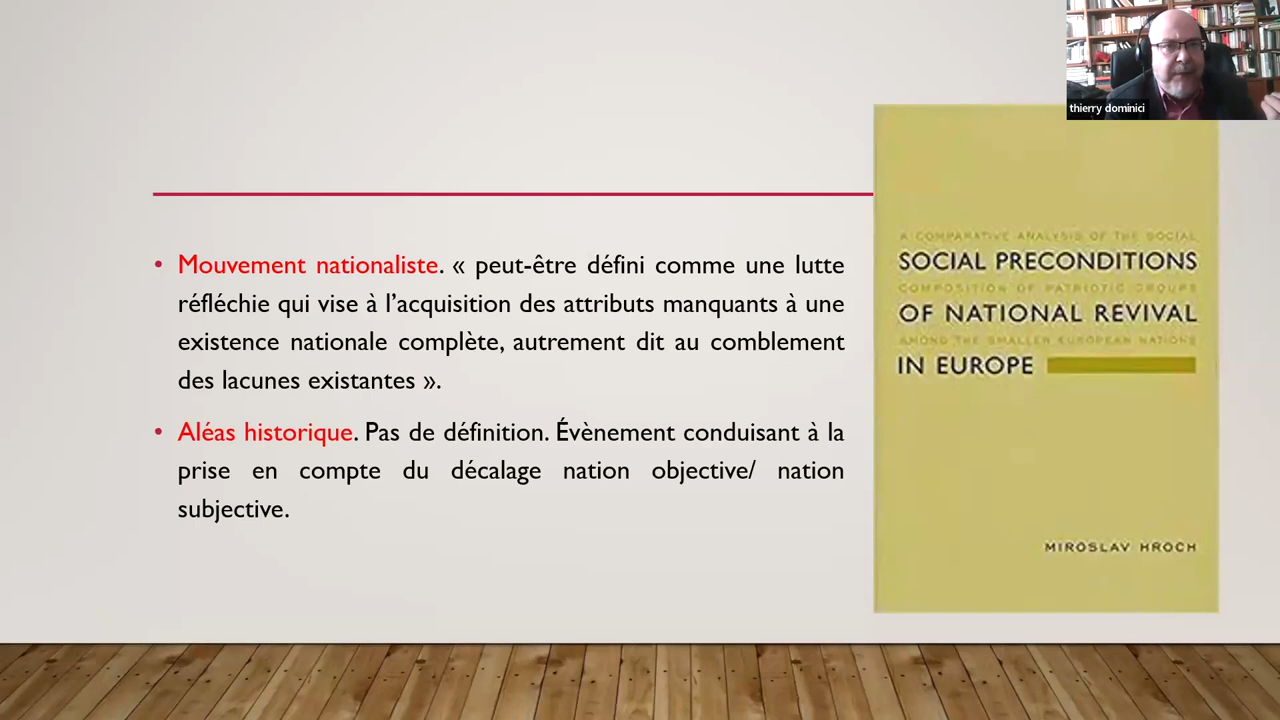 thierry dominici
• Mouvement nationaliste. « peut-être défini comme une lutte
réfléchie qui vise à l’acquisition des attributs manquants à une
existence nationale complète, autrement dit au comblement
des lacunes existantes ».
• Aléas historique. Pas de définition. Évènement conduisant à la
prise en compte du décalage nation objective/ nation
subjective.
A COMPARATIVE ANALYSIS OF THE SOCIAL
SOCIAL PRECONDITIONS
COMPOSITION OF PATRIOTIC GROUPS
OF NATIONAL REVIVAL
AMONG THE SMALLER EUROPEAN NATIONS
IN EUROPE
MIROSLAV HROCH